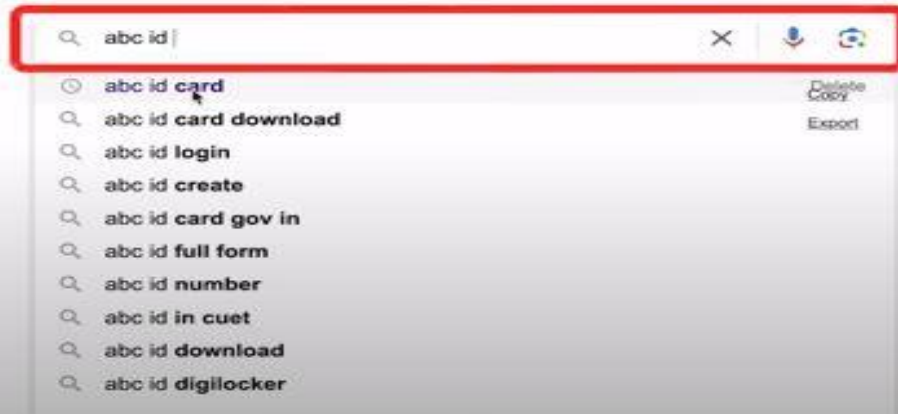 abc id
abc id card
Delete
Copy
abc id card download
Export
abc id login
abc id create
abc id card gov in
abc id full form
abc id number
abc id in cuet
abc id download
abc id digilocker